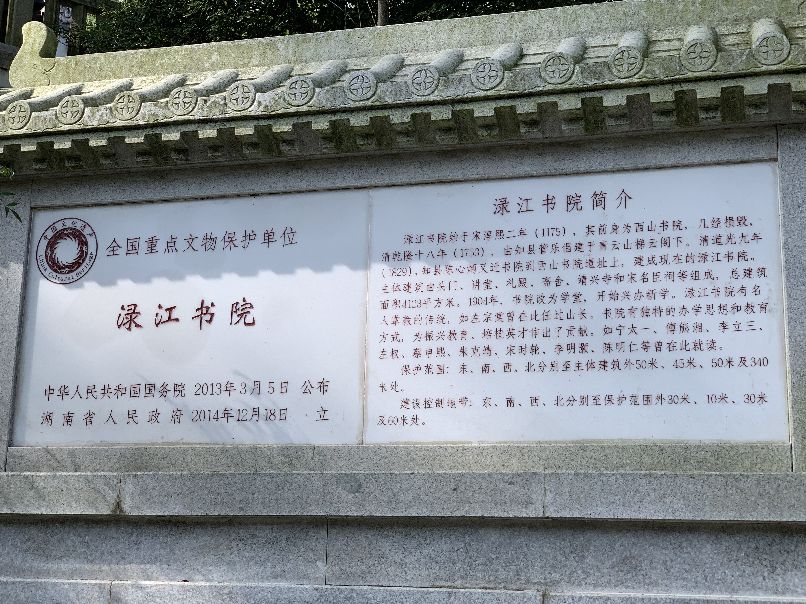 全国重点文物保护单位
渌江书院
中华人民共和国国务院 2013年3月5日 公布
湖南省人民政府 2014年12月18日 立
渌江书院简介
渌江书院始于宋淳熙二年(1175),其前身为西山书院,几经损毁,
清乾隆十八年(1753),由知县管乐倡建于青云山梯云阁下。清道光九年
(1829),知县陈心炳又迁书院到西山书院遗址上,建成现在的渌江书院。
主体建筑由头门、讲堂、礼殿、斋舍、靖兴寺和宋名臣祠等组成,总建筑
面积4123平方米。1904年,书院改为学堂,开始兴办新学。渌江书院有名
人掌教的传统,如左宗棠曾在此任过山长。书院有独特的办学思想和教育
方式,为振兴教育、培植英才作出了贡献。如宁太一、傅熊湘、李立三、
左权、蔡申熙、朱克靖、宋时轮、李明灏、陈明仁等曾在此就读。
保护范围:东、南、西、北分别至主体建筑外50米、45米、50米及340
米处。
建设控制地带:东、南、西、北分别至保护范围外30米、10米、30米
及60米处。